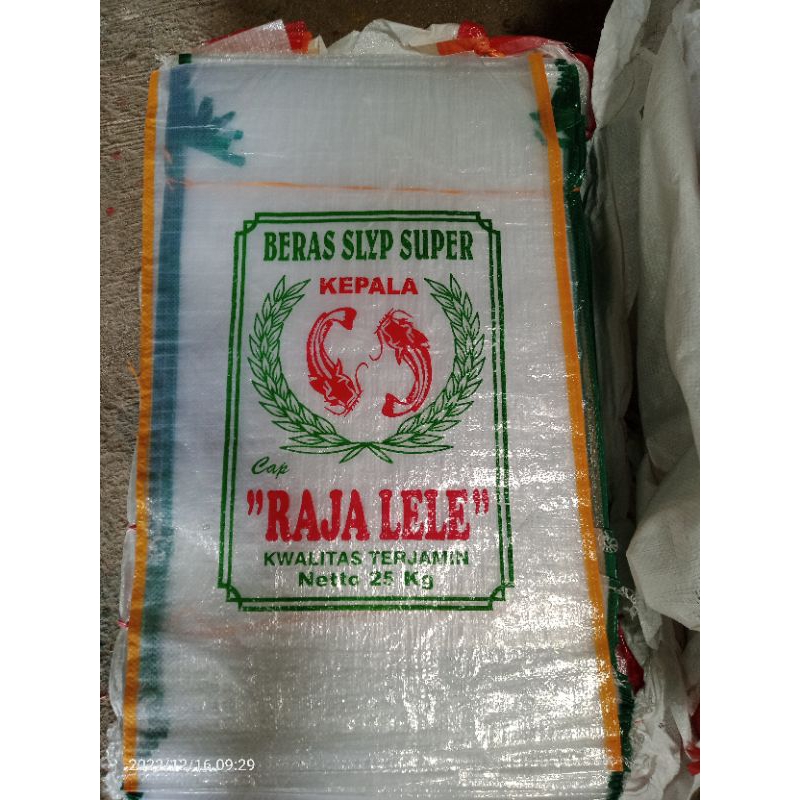 BERAS SLYP SUPER
KEPALA
Cap
"RAJA LELE"
KWALITAS TERJAMIN
Netto 25 Kg
2022/12/16 09:29